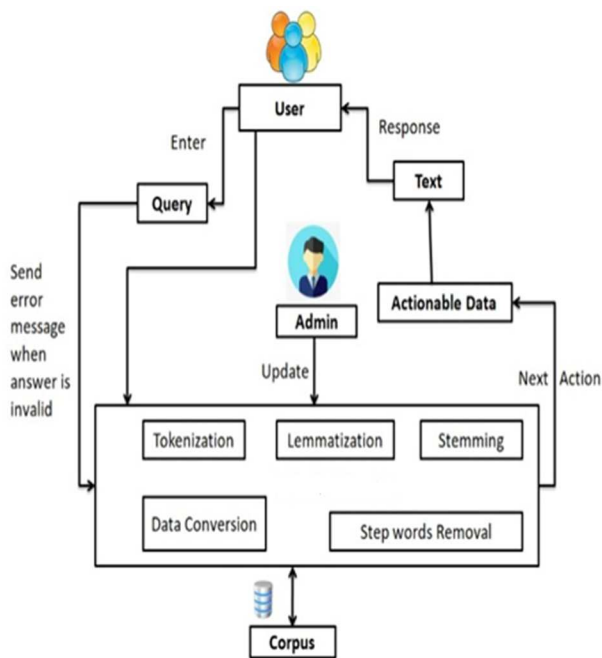 User
Enter
Response
Query
Text
Send
error
message
when
answer is
invalid
Admin
Actionable Data
Update
Next Action
Tokenization
Lemmatization
Stemming
Data Conversion
Step words Removal
Corpus